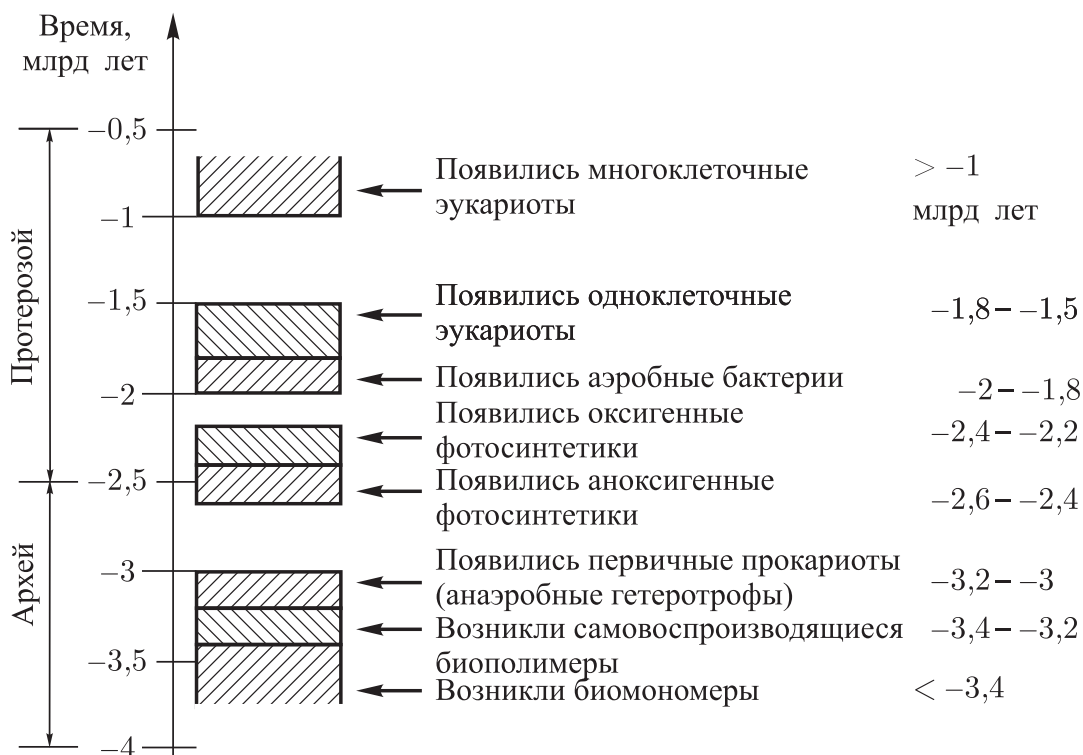 Время,
млрд лет
−0,5
Появились многоклеточные
эукариоты
> −1
млрд лет
−1
Протерозой
−1,5
Появились одноклеточные
эукариоты
−1,8− −1,5
Появились аэробные бактерии
−2− −1,8
−2
Появились оксигенные
фотосинтетики
−2,4− −2,2
−2,5
Появились аноксигенные
фотосинтетики
−2,6− −2,4
Архей
−3
Появились первичные прокариоты
(анаэробные гетеротрофы)
−3,2− −3
Возникли самовоспроизводящиеся
биополимеры
−3,4− −3,2
−3,5
Возникли биомономеры
< −3,4
−4